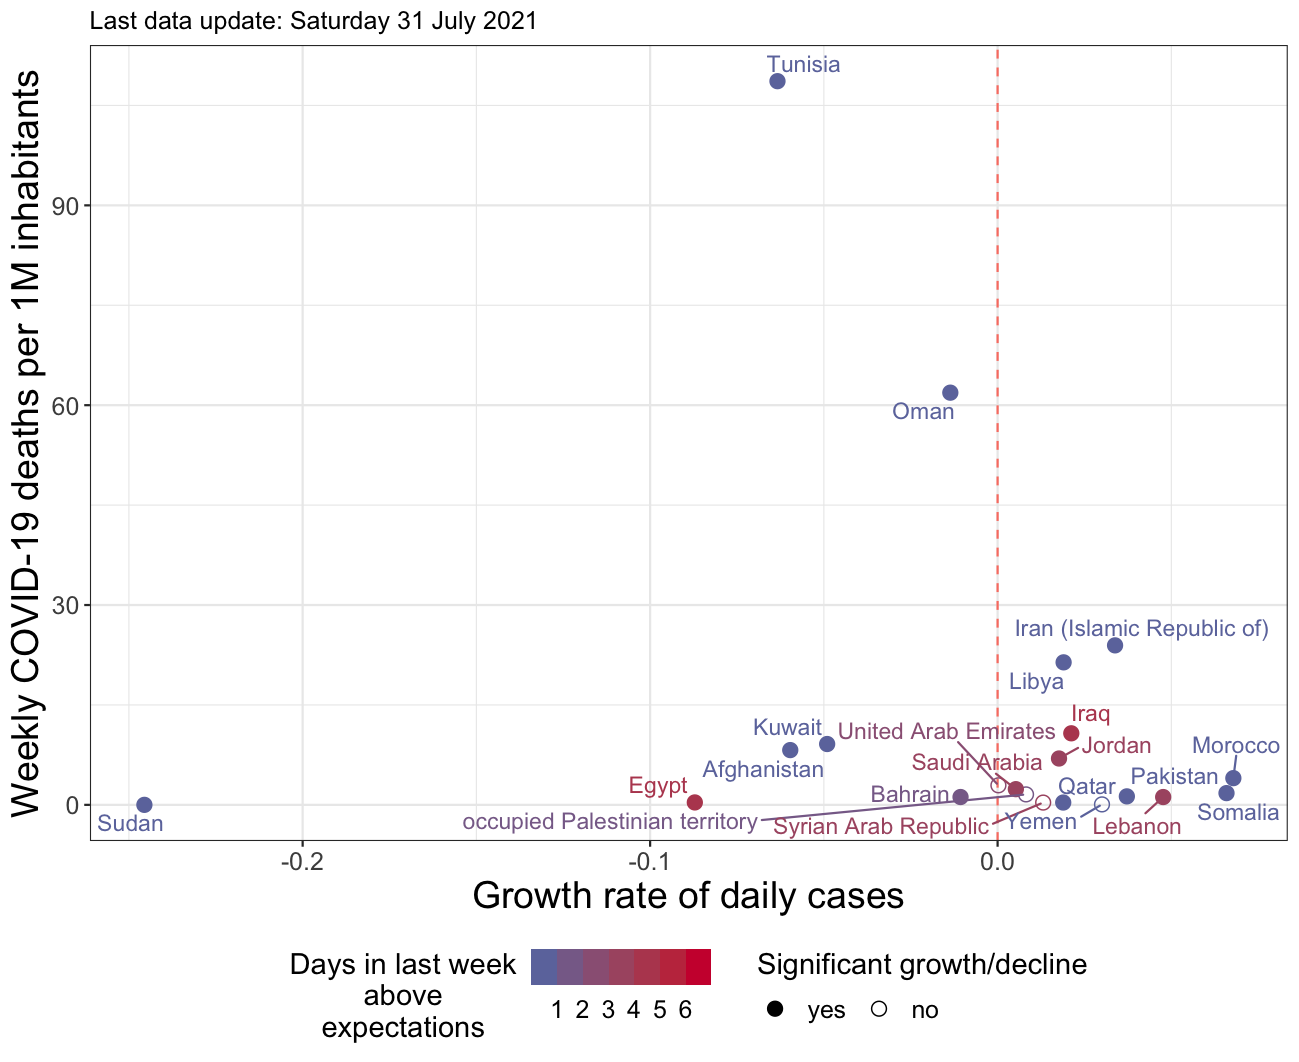 Last data update: Saturday 31 July 2021
Weekly COVID-19 deaths per 1M inhabitants
90
60
30
0
Tunisia
Oman
Iran (Islamic Republic of)
Libya
Iraq
Kuwait
United Arab Emirates
Jordan
Morocco
Saudi Arabia
Afghanistan
Pakistan
Egypt
Qatar
Bahrain
Somalia
Sudan
occupied Palestinian territory
Syrian Arab Republic
Yemen
Lebanon
-0.2
-0.1
0.0
Growth rate of daily cases
Days in last week
above
expectations
1 2 3 4 5 6
Significant growth/decline
yes
no